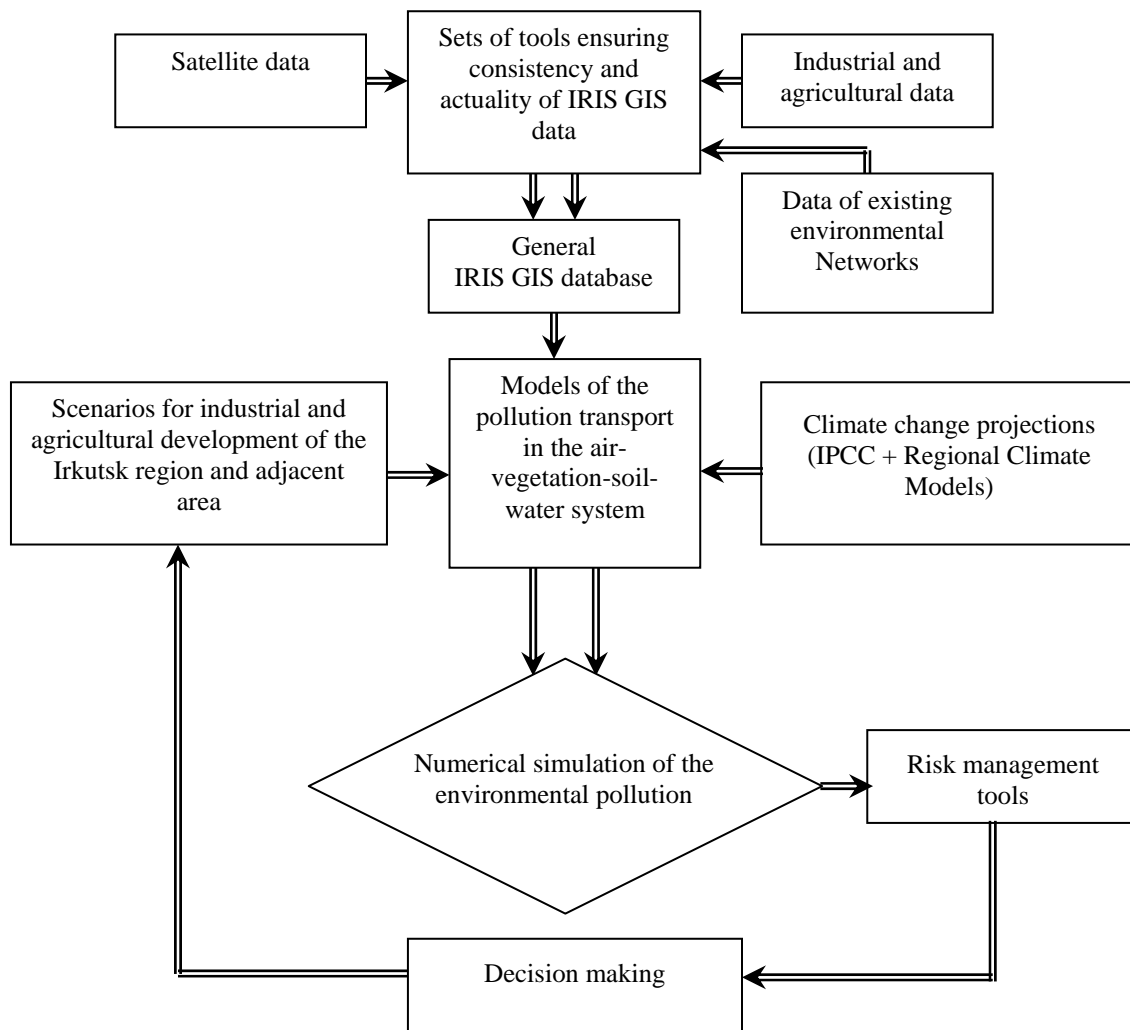 Satellite data
Sets of tools ensuring
consistency and
actuality of IRIS GIS
data
Industrial and
agricultural data
Data of existing
environmental
Networks
General
IRIS GIS database
Scenarios for industrial and
agricultural development of the
Irkutsk region and adjacent
area
Models of the
pollution transport
in the air-
vegetation-soil-
water system
Climate change projections
(IPCC + Regional Climate
Models)
Numerical simulation of the
environmental pollution
Risk management
tools
Decision making